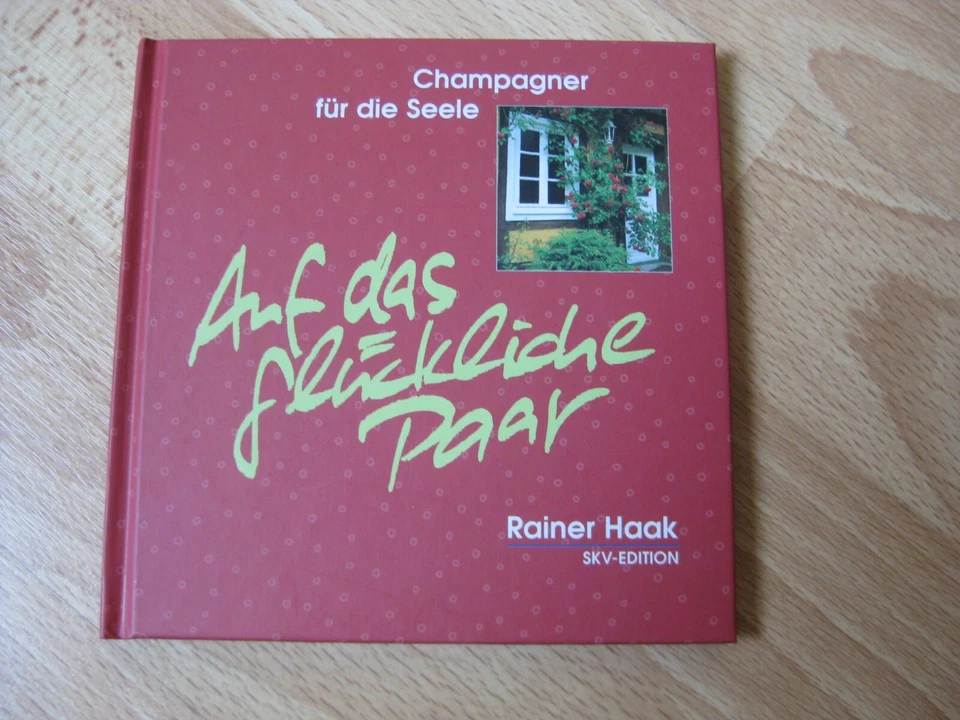 Champagner
für die Seele
Auf das
glückliche
Paar
Rainer Haak
SKV-EDITION